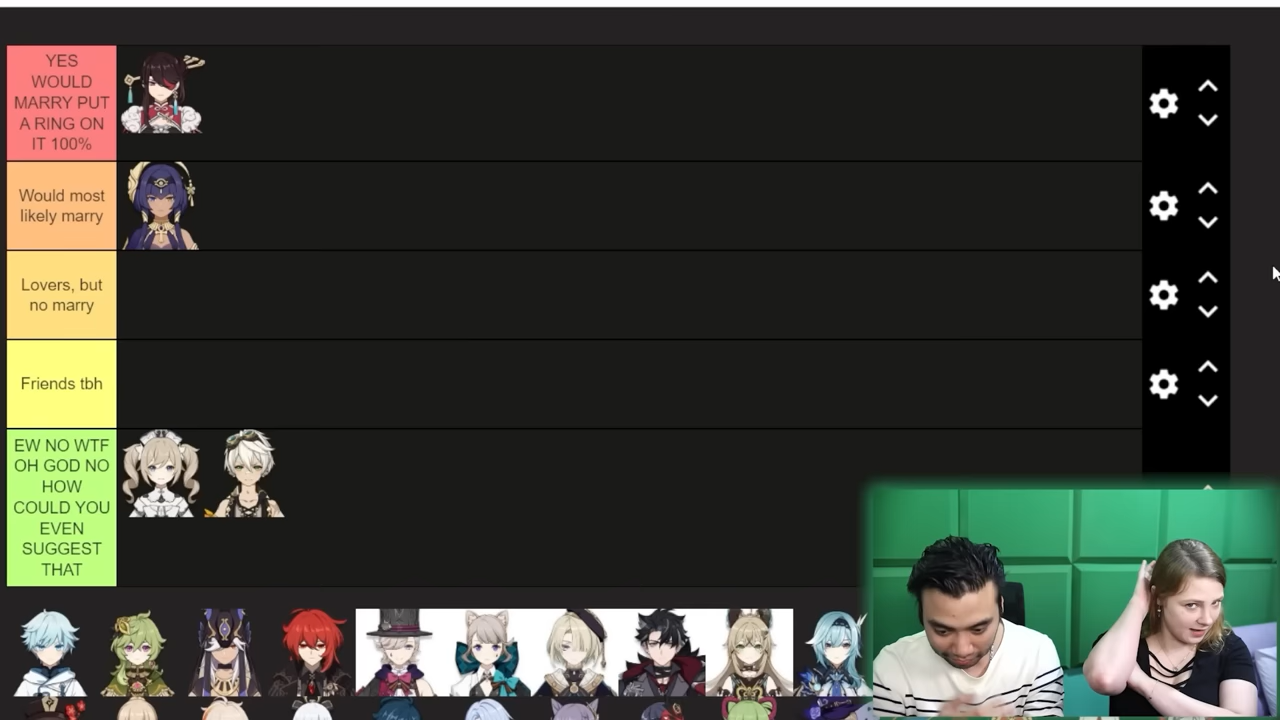 YES
WOULD
MARRY PUT
A RING ON
IT 100%
Would most
likely marry
Lovers, but
no marry
Friends tbh
EW NO WTF
OH GOD NO
HOW
COULD YOU
EVEN
SUGGEST
THAT